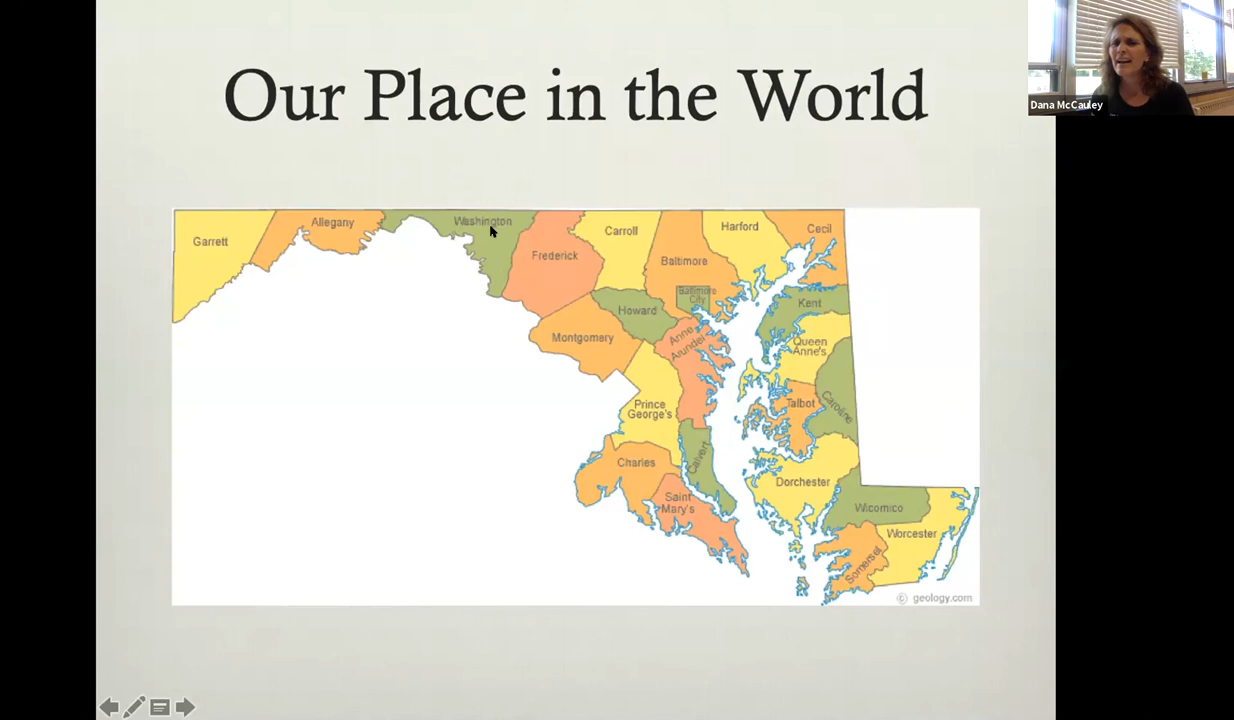 Our Place in the World
Dana McCauley
Garrett
Allegany
Washington
Frederick
Carroll
Baltimore
Harford
Cecil
Baltimore
City
Howard
Montgomery
Anne
Arundel
Kent
Queen
Anne's
Talbot
Caroline
Prince
George's
Charles
Calvert
Saint
Mary's
Dorchester
Wicomico
Worcester
Somerset
© geology.com